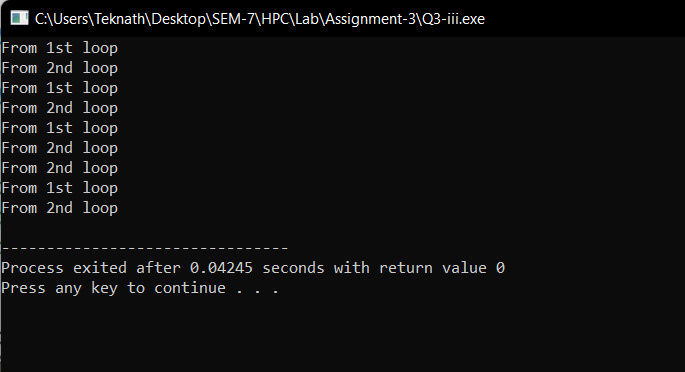 C:\Users\Teknath\Desktop\SEM-7\HPC\Lab\Assignment-3\Q3-iii.exe
From 1st loop
From 2nd loop
From 1st loop
From 2nd loop
From 1st loop
From 2nd loop
From 2nd loop
From 1st loop
From 2nd loop
--------------------------------
Process exited after 0.04245 seconds with return value 0
Press any key to continue . . .